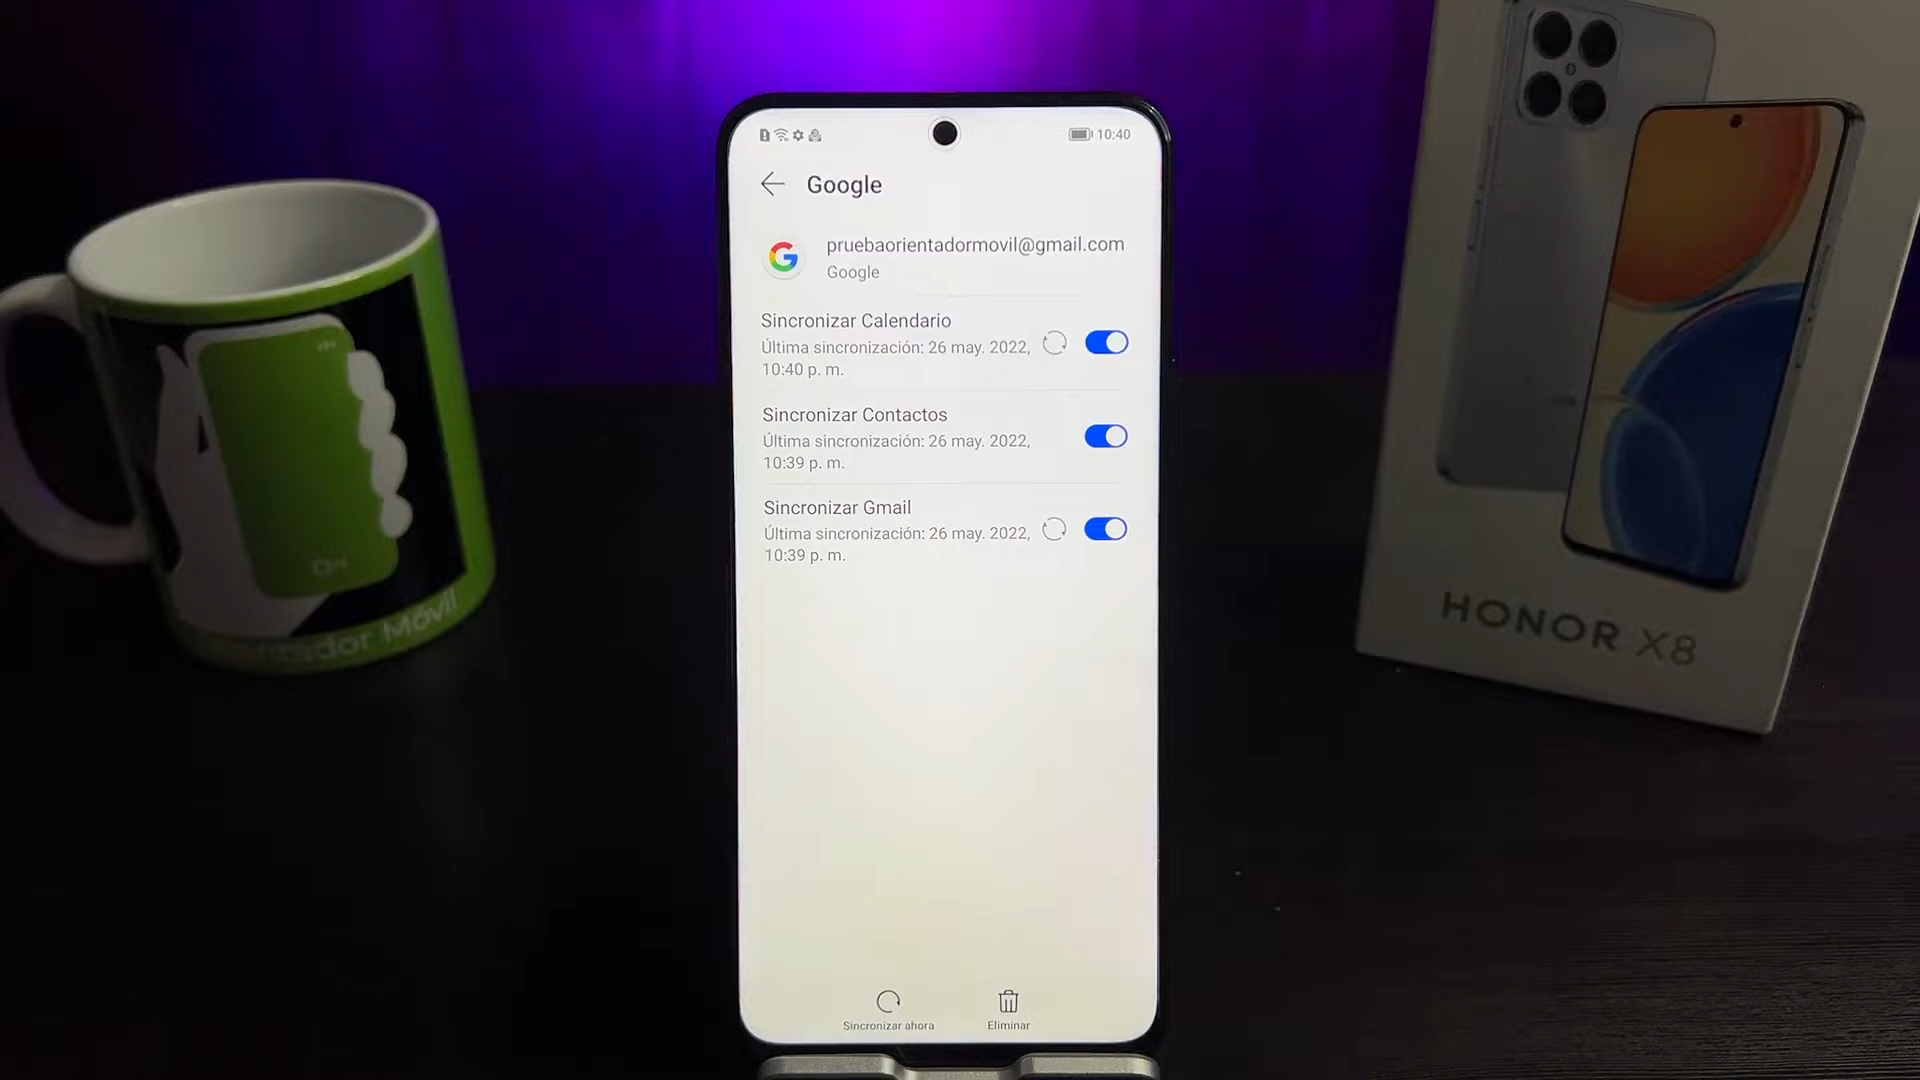 10:40
Google
pruebaorientadormovil@gmail.com
Google
Sincronizar Calendario
Última sincronización: 26 may. 2022,
10:40 p. m.
Sincronizar Contactos
Última sincronización: 26 may. 2022,
10:39 p. m.
Sincronizar Gmail
Última sincronización: 26 may. 2022,
10:39 p. m.
Sincronizar ahora
Eliminar
Móvil
HONOR X8